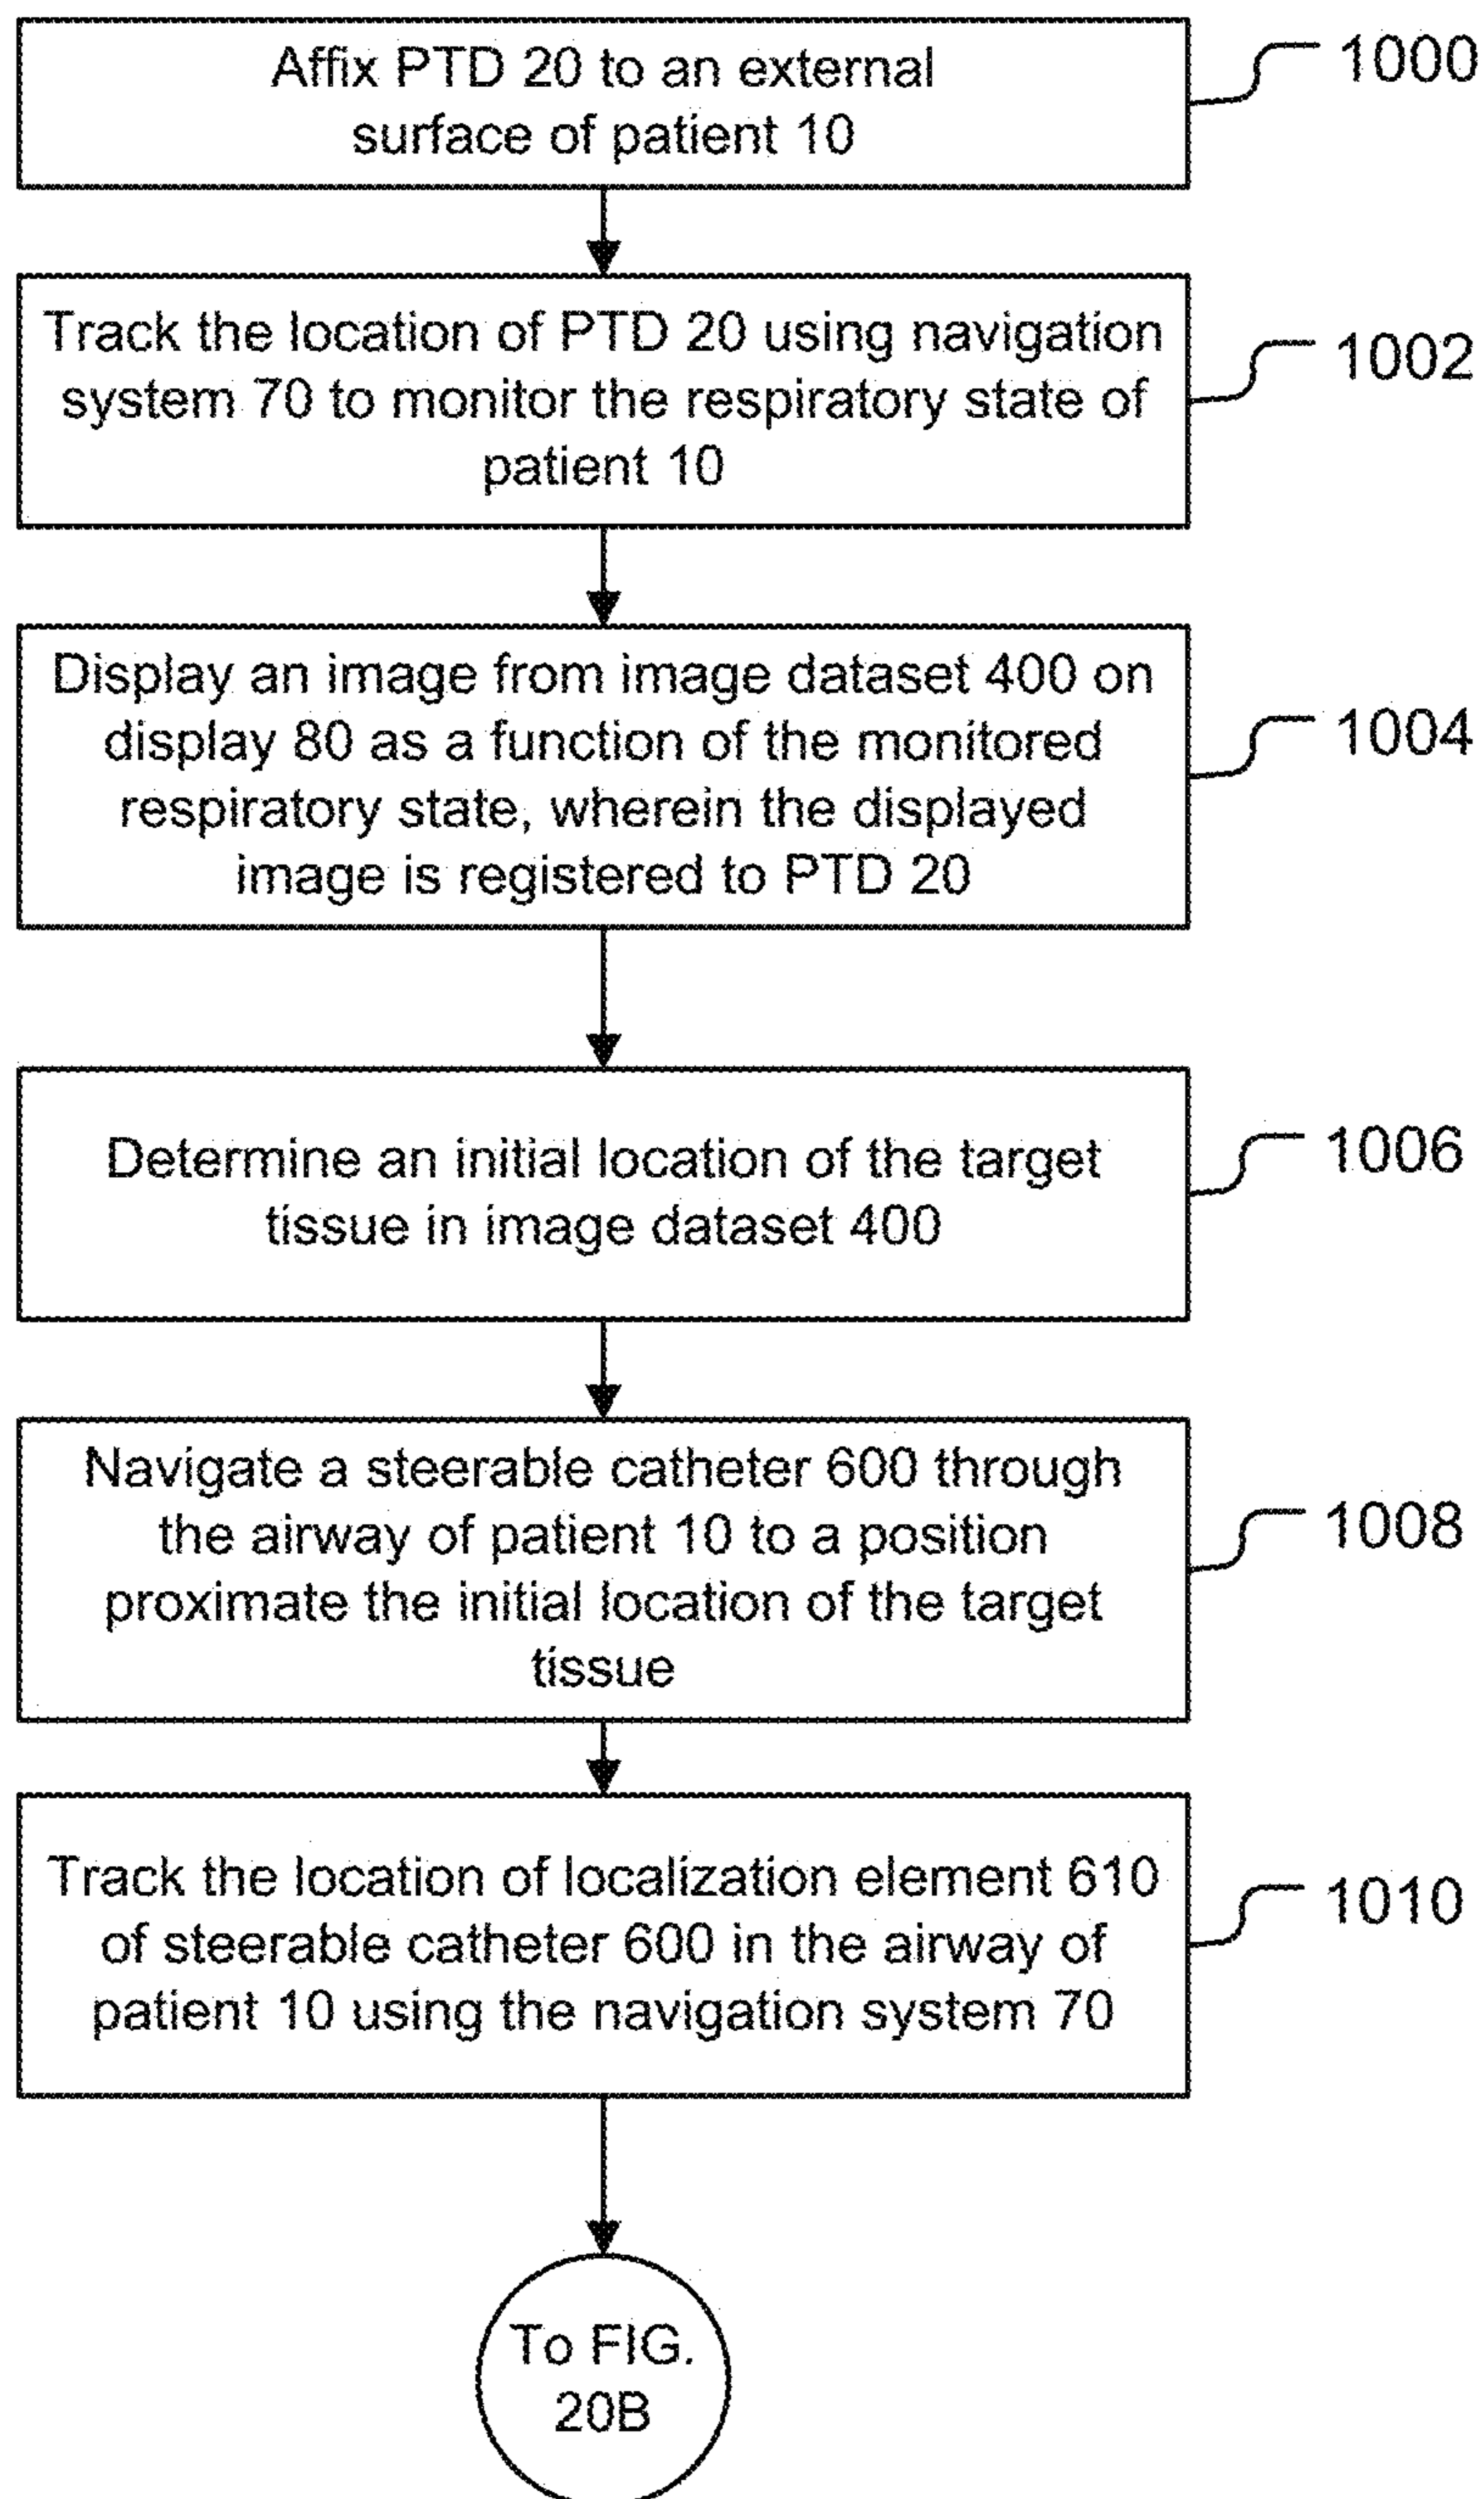 Affix PTD 20 to an external
surface of patient 10
1000
Track the location of PTD 20 using navigation
system 70 to monitor the respiratory state of
patient 10
1002
Display an image from image dataset 400 on
display 80 as a function of the monitored
respiratory state, wherein the displayed
image is registered to PTD 20
1004
Determine an initial location of the target
tissue in image dataset 400
1006
Navigate a steerable catheter 600 through
the airway of patient 10 to a position
proximate the initial location of the target
tissue
1008
Track the location of localization element 610
of steerable catheter 600 in the airway of
patient 10 using the navigation system 70
1010
To FIG.
20B